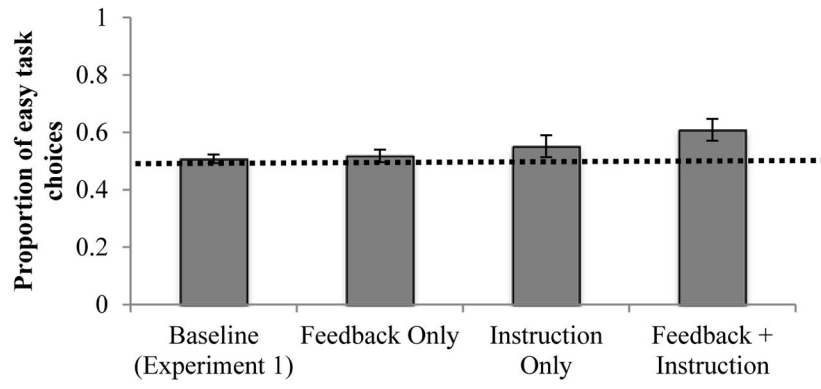 Proportion of easy task
choices
1
0.8
0.6
0.4
0.2
0
Baseline
(Experiment 1)
Feedback Only
Instruction
Only
Feedback +
Instruction